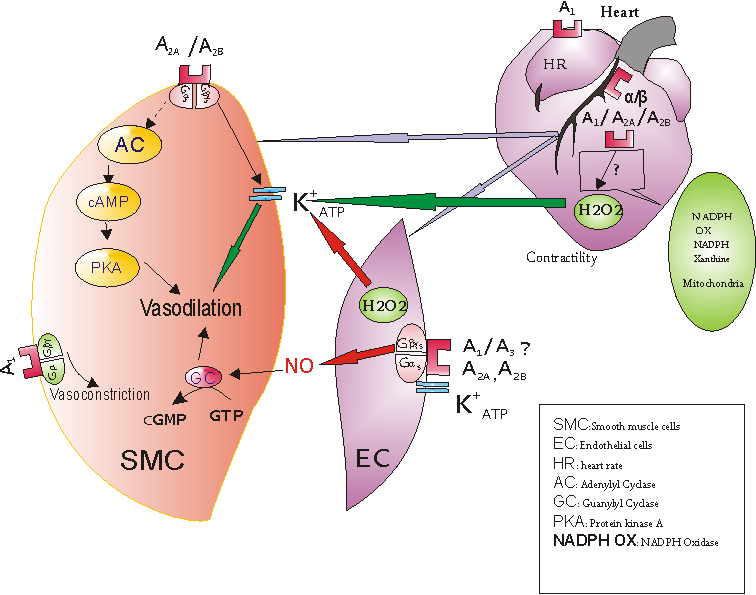 A1
Heart
HR
α/β
A1/A2A/A2B
?
H2O2
Contractility
NADPH
OX
NADPH
Xanthine
Mitochondria
A2A /A2B
AC
cAMP
PKA
Vasodilation
K+ATP
H2O2
NO
A1/A3 ?
A2A,A2B
K+ATP
A1
Vasoconstriction
GC
cGMP
GTP
SMC
EC
SMC:Smooth muscle cells
EC: Endothelial cells
HR: heart rate
AC: Adenylyl Cyclase
GC: Guanylyl Cyclase
PKA: Protein kinase A
NADPH OX: NADPH Oxidase